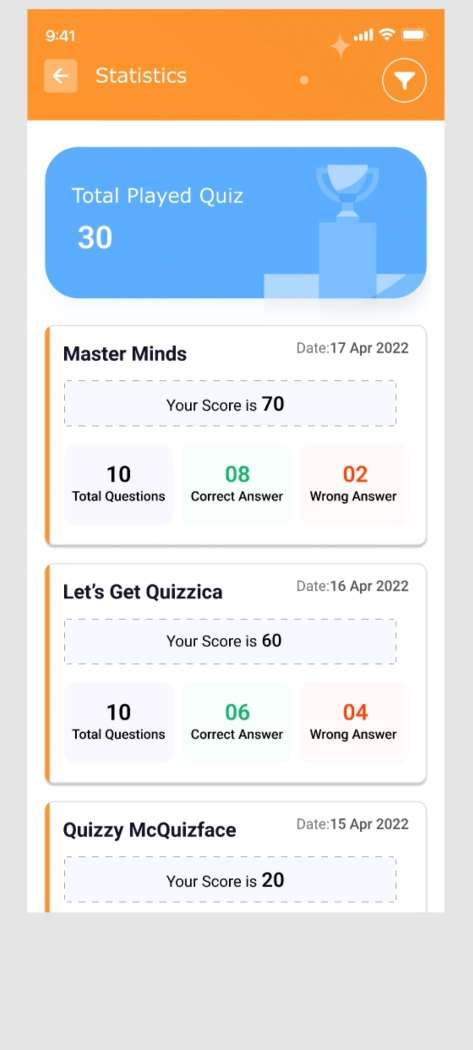 9:41
Statistics
Total Played Quiz
30
Master Minds
Date:17 Apr 2022
Your Score is 70
10 08 02
Total Questions Correct Answer Wrong Answer
Let’s Get Quizzica
Date:16 Apr 2022
Your Score is 60
10 06 04
Total Questions Correct Answer Wrong Answer
Quizzy McQuizface
Date:15 Apr 2022
Your Score is 20